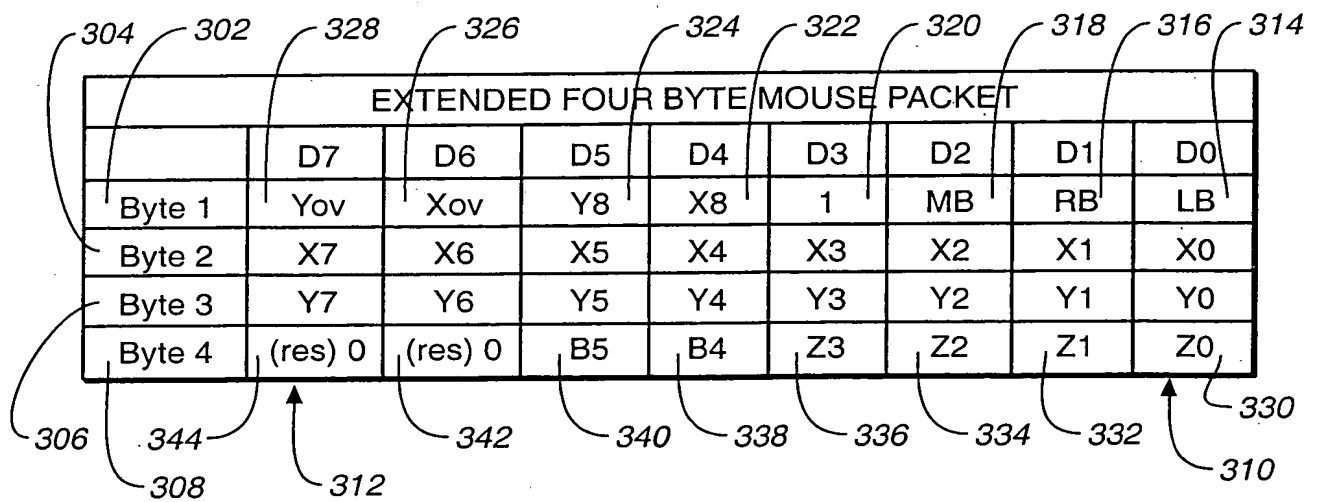 304 302 328 326 324 322 320 318 316 314
EXTENDED FOUR BYTE MOUSE PACKET
D7 D6 D5 D4 D3 D2 D1 D0
Byte 1 Yov Xov Y8 X8 1 MB RB LB
Byte 2 X7 X6 X5 X4 X3 X2 X1 X0
Byte 3 Y7 Y6 Y5 Y4 Y3 Y2 Y1 Y0
Byte 4 (res) 0 (res) 0 B5 B4 Z3 Z2 Z1 Z0
306 344 342 340 338 336 334 332 330
308 312 310